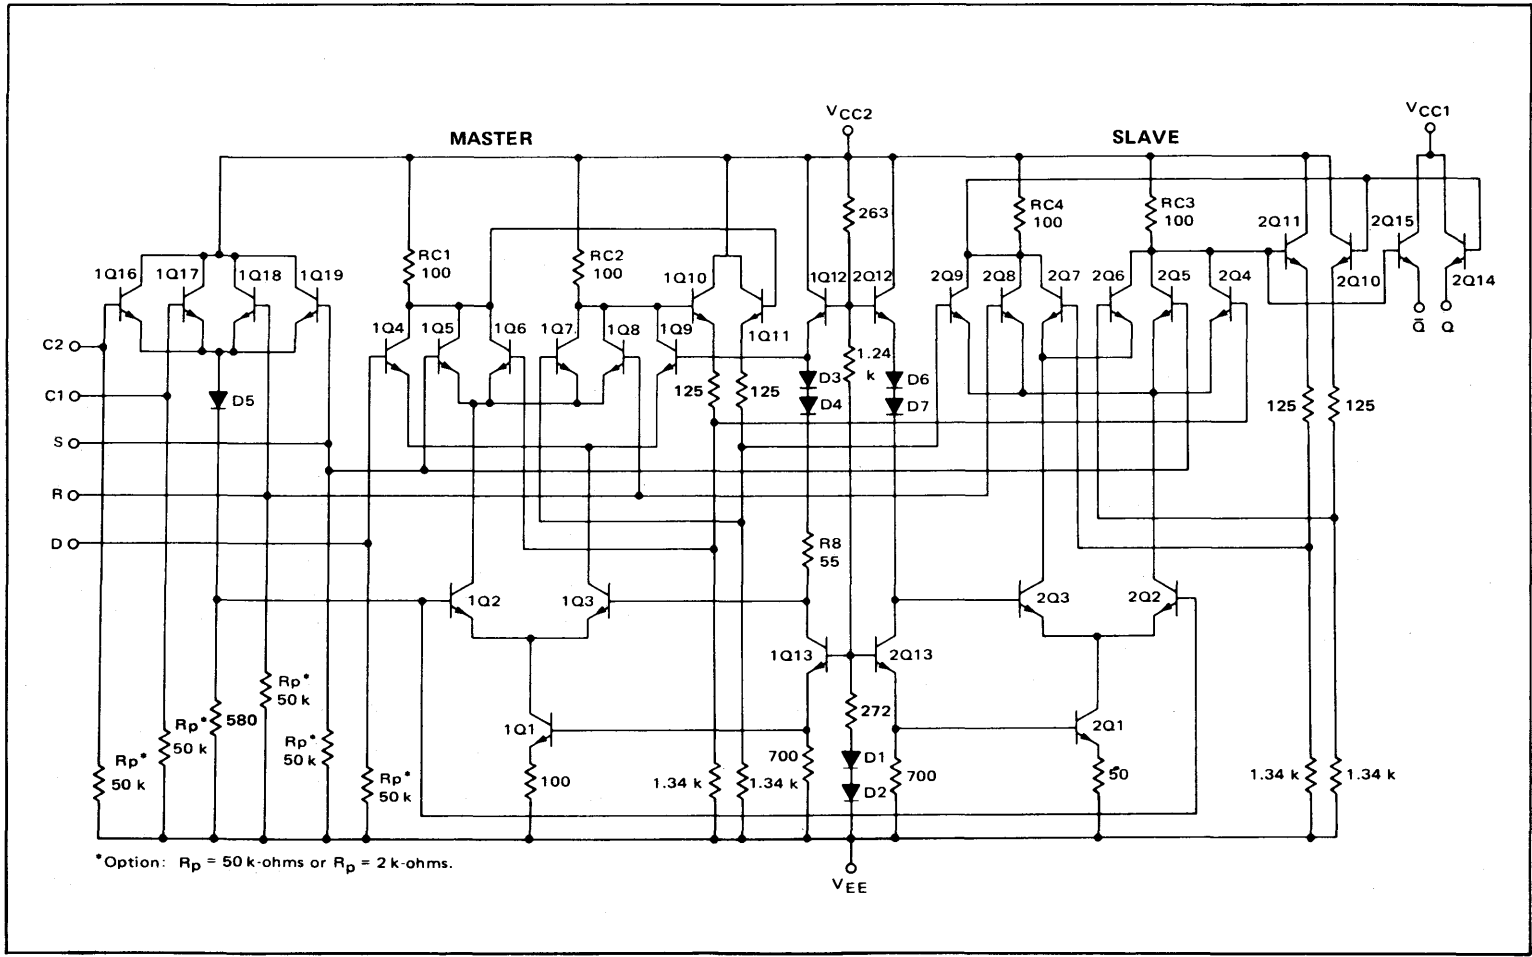 VCC2
VCC1
MASTER
SLAVE
263
RC4
100
RC3
100
2Q11
2Q15
RC1
100
RC2
100
1Q16
1Q17
1Q18
1Q19
1Q10
1Q12
2Q12
2Q9
2Q8
2Q7
2Q6
2Q5
2Q4
2Q10
2Q14
1Q4
1Q5
1Q6
1Q7
1Q8
1Q9
1Q11
Q̅
Q
C2
1.24
k
D3
D6
C1
D5
125
125
D4
D7
125
125
S
R
D
R8
55
1Q2
1Q3
2Q3
2Q2
1Q13
2Q13
Rp*
50 k
272
Rp*
50 k
580
Rp*
50 k
1Q1
2Q1
Rp*
50 k
Rp*
50 k
100
1.34 k
1.34 k
700
D1
D2
700
50
1.34 k
1.34 k
*Option: Rp = 50 k-ohms or Rp = 2 k-ohms.
VEE